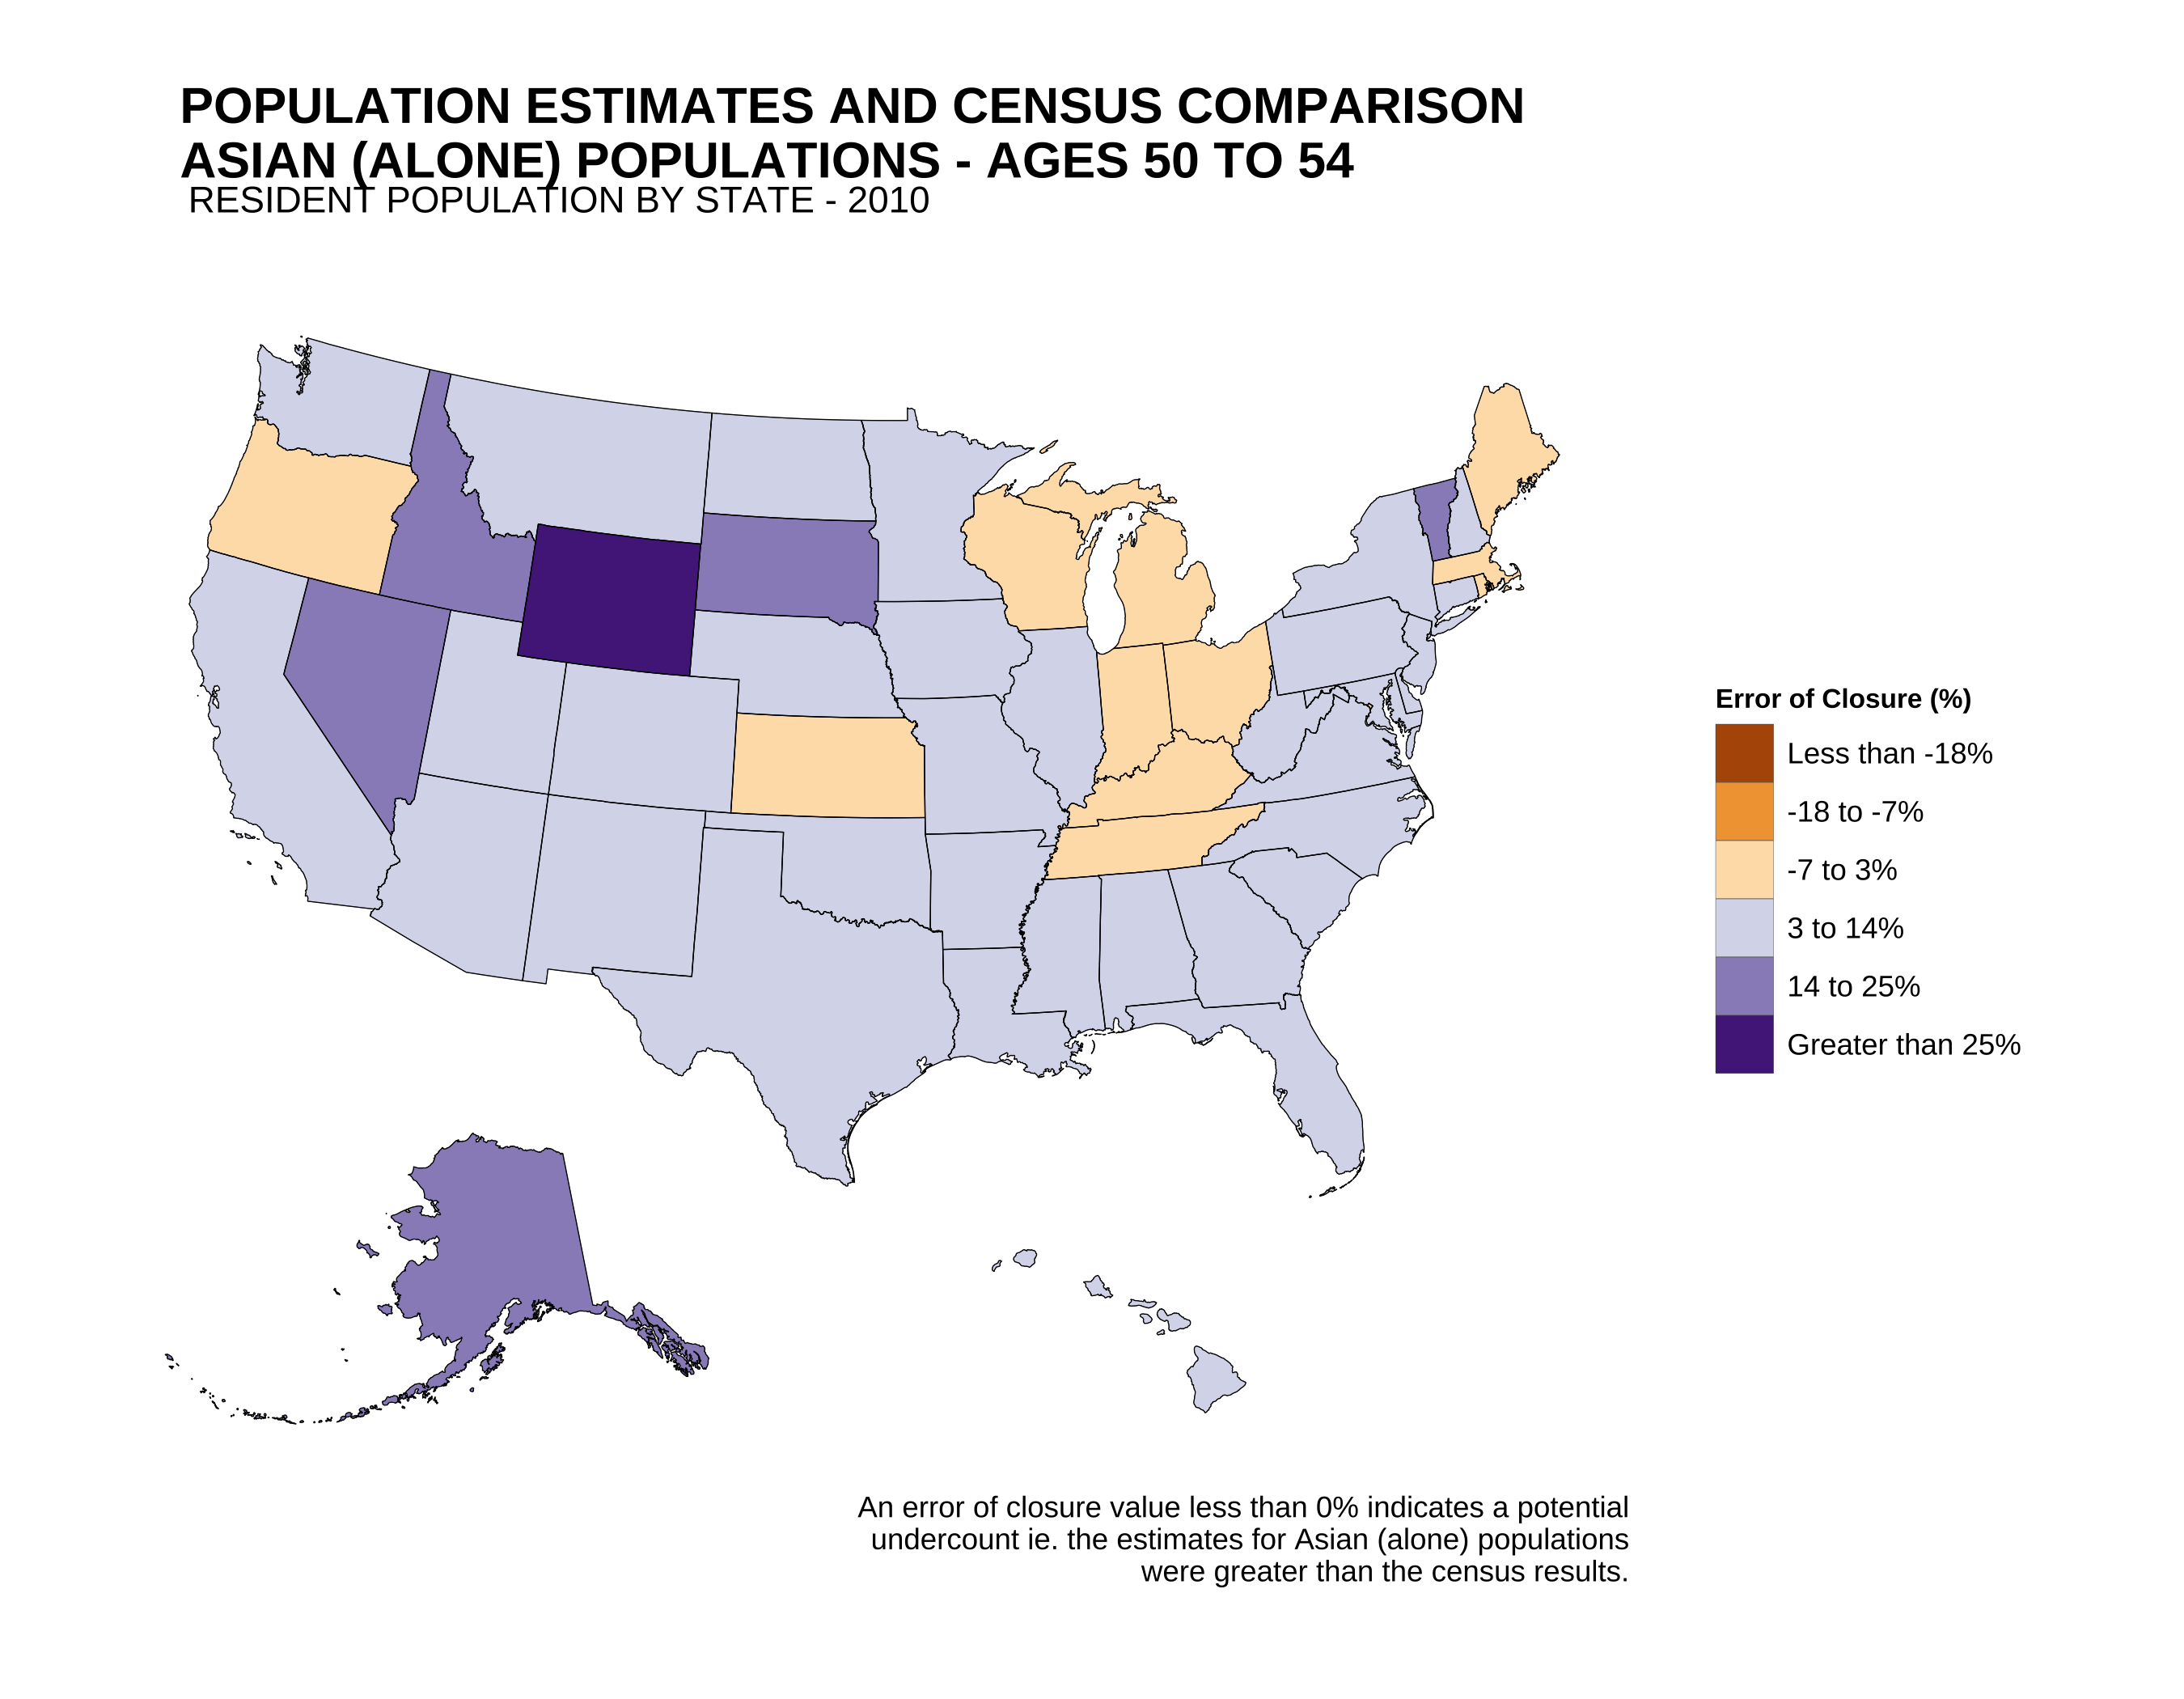 POPULATION ESTIMATES AND CENSUS COMPARISON
ASIAN (ALONE) POPULATIONS - AGES 50 TO 54
RESIDENT POPULATION BY STATE - 2010
Error of Closure (%)
Less than -18%
-18 to -7%
-7 to 3%
3 to 14%
14 to 25%
Greater than 25%
An error of closure value less than 0% indicates a potential
undercount ie. the estimates for Asian (alone) populations
were greater than the census results.